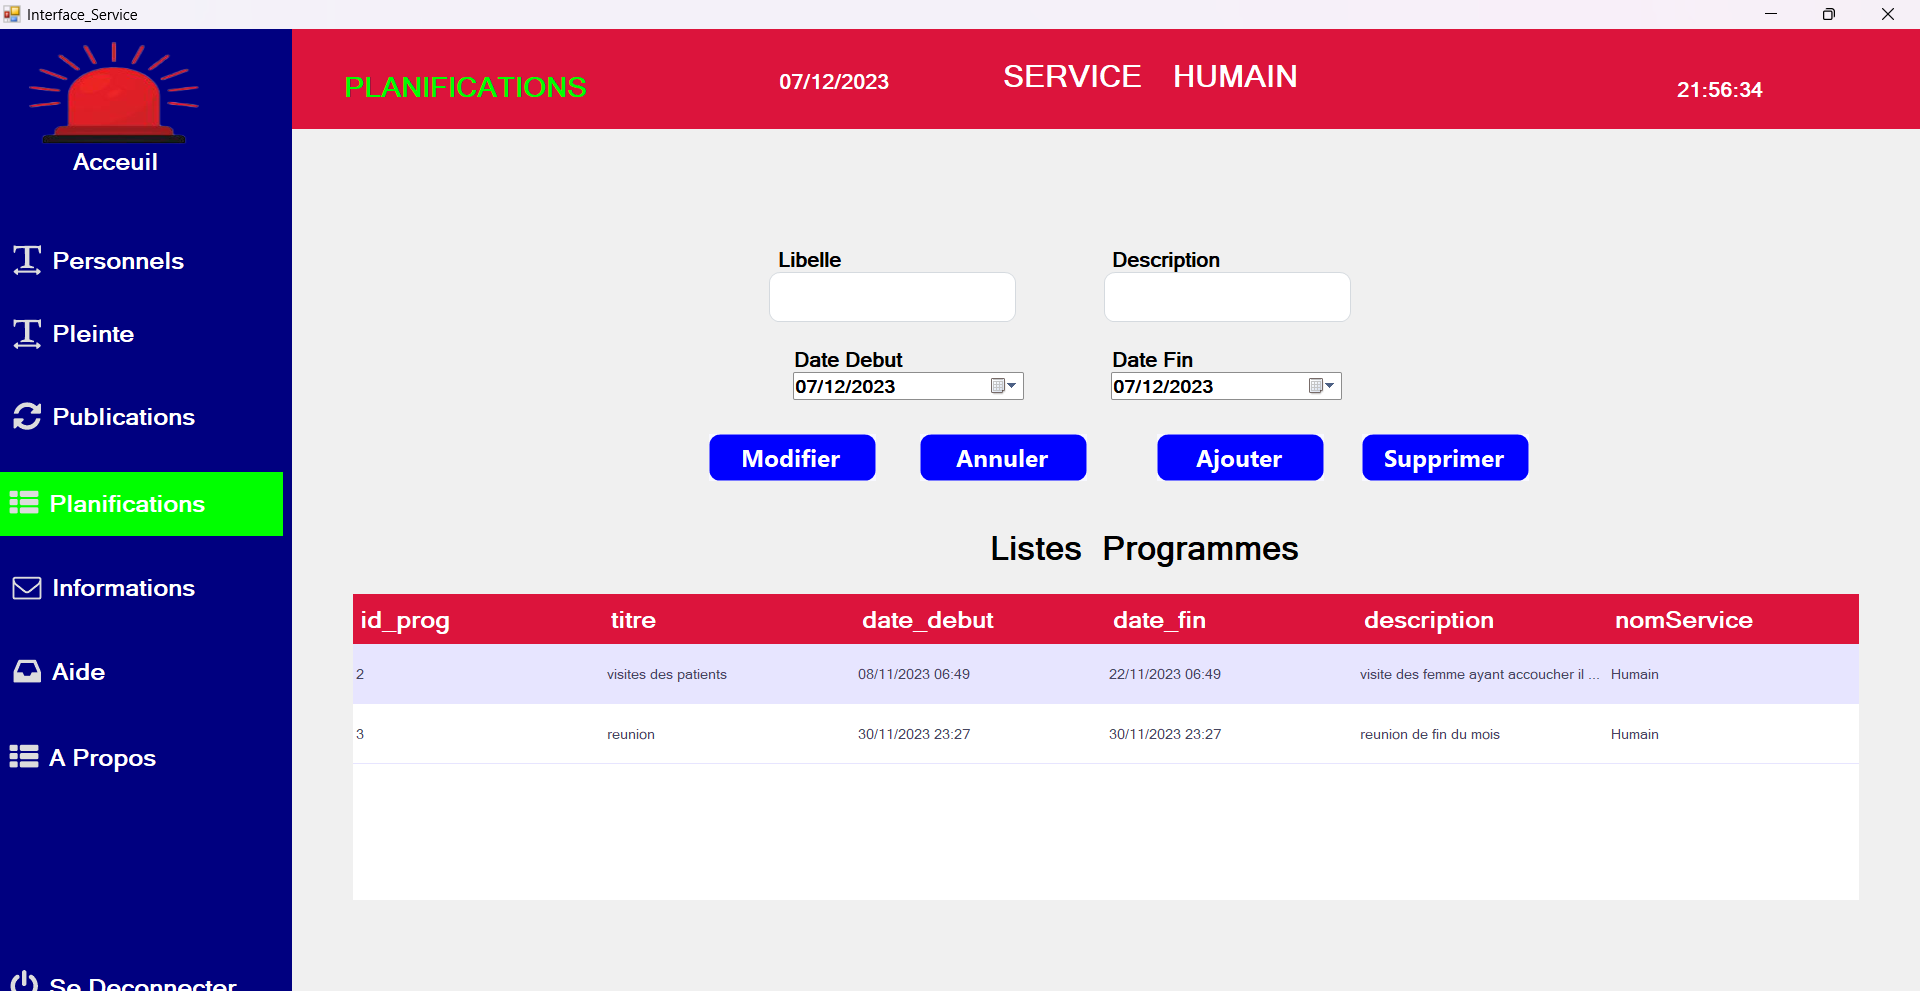 Interface_Service
Acceuil
Personnels
Pleinte
Publications
Planifications
Informations
Aide
A Propos
Se Deconnecter
PLANIFICATIONS
07/12/2023
SERVICE HUMAIN
21:56:34
Libelle
Description
Date Debut
Date Fin
07/12/2023
07/12/2023
Modifier
Annuler
Ajouter
Supprimer
Listes Programmes
id_prog titre date_debut date_fin description nomService
2 visites des patients 08/11/2023 06:49 22/11/2023 06:49 visite des femme ayant accoucher il ... Humain
3 reunion 30/11/2023 23:27 30/11/2023 23:27 reunion de fin du mois Humain